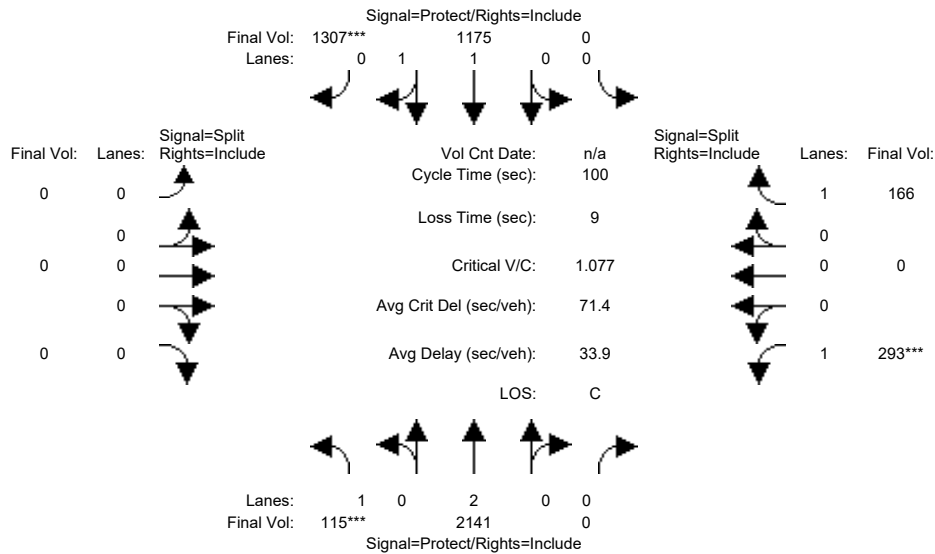 Signal=Protect/Rights=Include
Final Vol: 1307*** 1175 0
Lanes: 0 1 1 0 0
Signal=Split
Final Vol: Lanes: Rights=Include
Vol Cnt Date: n/a
Signal=Split
Rights=Include Lanes: Final Vol:
Cycle Time (sec): 100
0 0
1 166
Loss Time (sec): 9
0
0
0 0
Critical V/C: 1.077
0 0
0
Avg Crit Del (sec/veh): 71.4
0
0 0
Avg Delay (sec/veh): 33.9
1 293***
LOS: C
Lanes: 1 0 2 0 0
Final Vol: 115*** 2141 0
Signal=Protect/Rights=Include